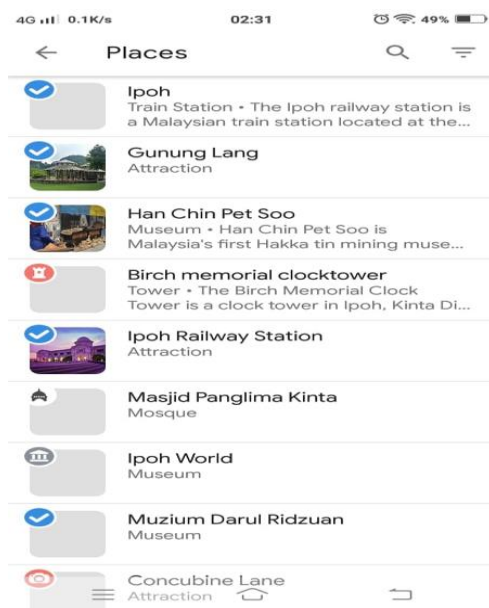 4G 0.1K/s 02:31 49%
Places
Ipoh
Train Station • The Ipoh railway station is
a Malaysian train station located at the...
Gunung Lang
Attraction
Han Chin Pet Soo
Museum • Han Chin Pet Soo is
Malaysia's first Hakka tin mining muse...
Birch memorial clocktower
Tower • The Birch Memorial Clock
Tower is a clock tower in Ipoh, Kinta Di...
Ipoh Railway Station
Attraction
Masjid Panglima Kinta
Mosque
Ipoh World
Museum
Muzium Darul Ridzuan
Museum
Concubine Lane
Attraction